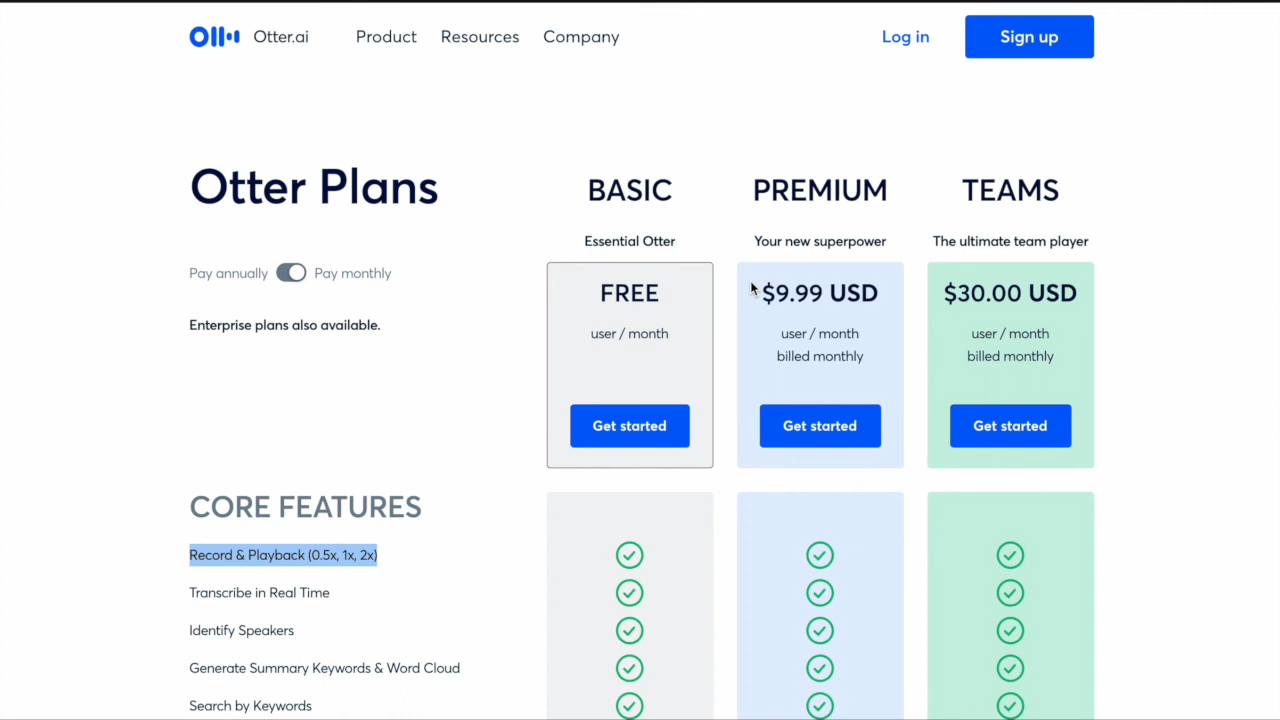 Otter.ai Product Resources Company Log in Sign up
Otter Plans BASIC PREMIUM TEAMS
Essential Otter Your new superpower The ultimate team player
Pay annually Pay monthly
FREE $9.99 USD $30.00 USD
Enterprise plans also available.
user / month user / month user / month
billed monthly billed monthly
Get started Get started Get started
CORE FEATURES
Record & Playback (0.5x, 1x, 2x)
Transcribe in Real Time
Identify Speakers
Generate Summary Keywords & Word Cloud
Search by Keywords